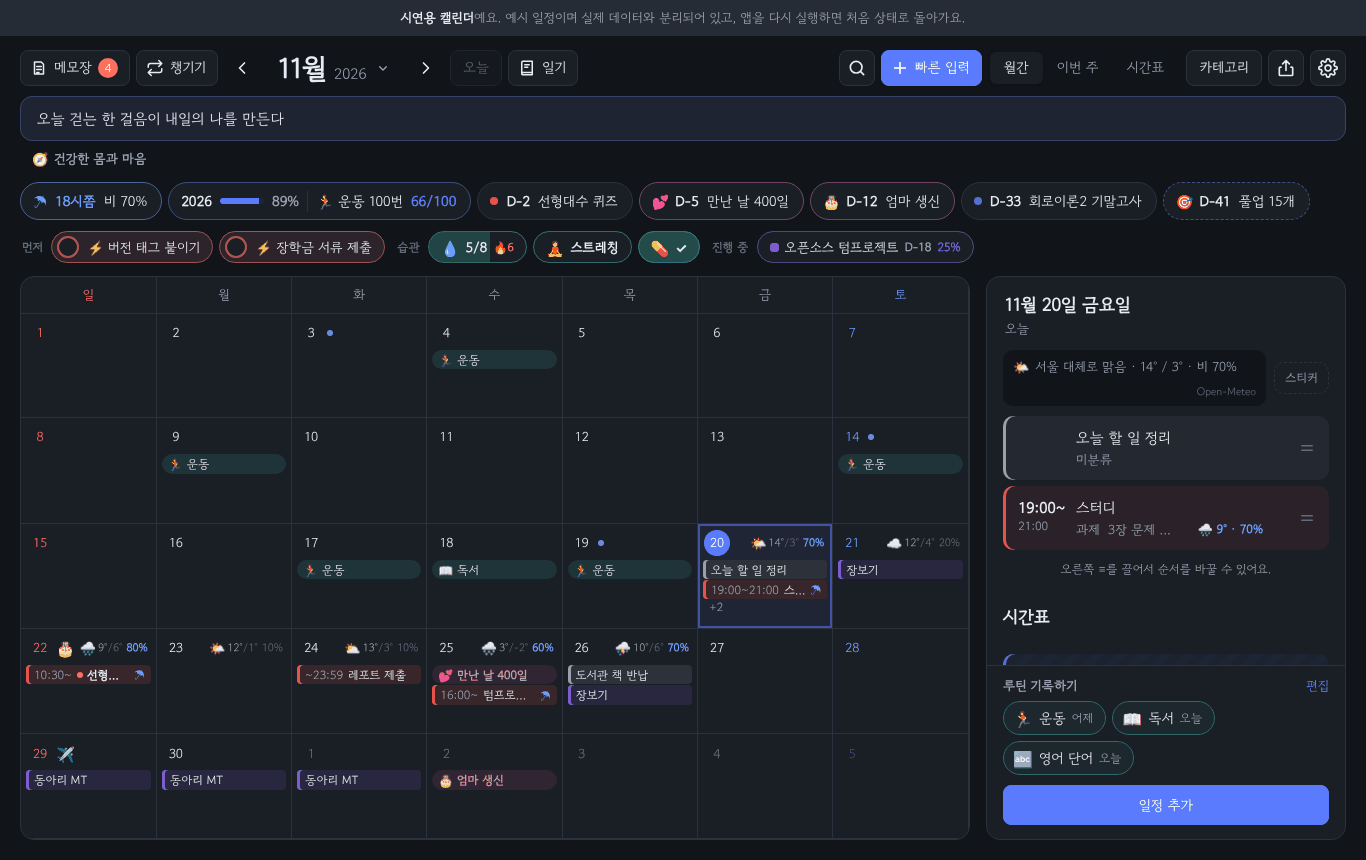 시연용 캘린더예요. 예시 일정이며 실제 데이터와 분리되어 있고, 앱을 다시 실행하면 처음 상태로 돌아가요.
메모장 4 챙기기 11월 2026 오늘 일기 빠른 입력 월간 이번 주 시간표 카테고리
오늘 걷는 한 걸음이 내일의 나를 만든다
건강한 몸과 마음
18시쯤 비 70% 2026 89% 운동 100번 66/100 D-2 선형대수 퀴즈 D-5 만난 날 400일 D-12 엄마 생신 D-33 회로이론2 기말고사 D-41 풀업 15개
먼저 버전 태그 붙이기 장학금 서류 제출 습관 5/8 6 스트레칭 진행 중 오픈소스 텀프로젝트 D-18 25%
일 월 화 수 목 금 토
1 2 3 4 5 6 7
운동
8 9 10 11 12 13 14
운동 운동
15 16 17 18 19 20 14°/3° 70% 21 12°/4° 20%
운동 독서 운동 오늘 할 일 정리 장보기
19:00~21:00 스...
+2
22 9°/6° 80% 23 12°/1° 10% 24 13°/3° 10% 25 3°/-2° 60% 26 10°/6° 70% 27 28
10:30~ 선형... ~23:59 레포트 제출 만난 날 400일 도서관 책 반납
16:00~ 텀프로... 장보기
29 30 1 2 3 4 5
동아리 MT 동아리 MT 동아리 MT 엄마 생신
11월 20일 금요일
오늘
서울 대체로 맑음 · 14° / 3° · 비 70%
Open-Meteo
스티커
오늘 할 일 정리
미분류
19:00~ 스터디
21:00 과제 3장 문제 ... 9° · 70%
오른쪽 =를 끌어서 순서를 바꿀 수 있어요.
시간표
루틴 기록하기 편집
운동 어제 독서 오늘
abc 영어 단어 오늘
일정 추가